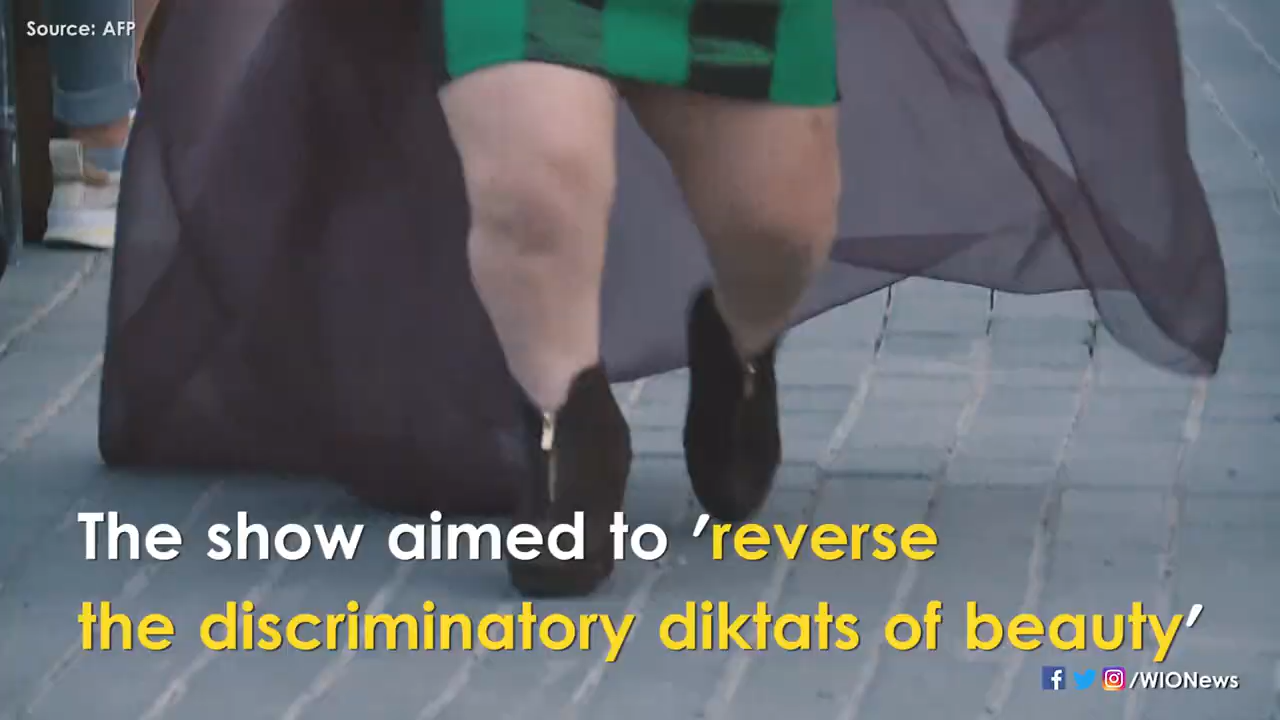 Source: AFP
The show aimed to 'reverse
the discriminatory diktats of beauty'
/WIONews